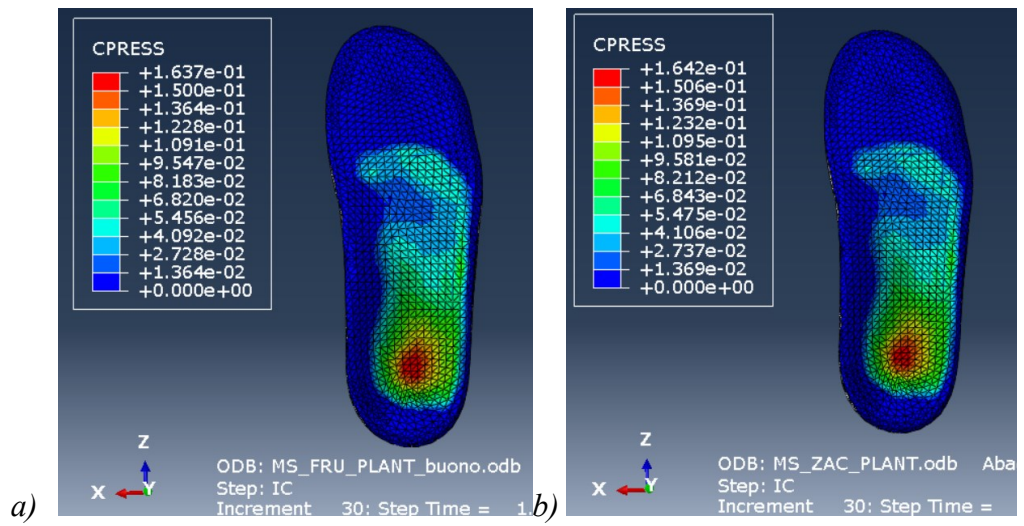 CPRESS
+1.637e-01
+1.500e-01
+1.364e-01
+1.228e-01
+1.091e-01
+9.547e-02
+8.183e-02
+6.820e-02
+5.456e-02
+4.092e-02
+2.728e-02
+1.364e-02
+0.000e+00
Z
X
Y
ODB: MS_FRU_PLANT_buono.odb
Step: IC
Increment 30: Step Time = 1.
a)
CPRESS
+1.642e-01
+1.506e-01
+1.369e-01
+1.232e-01
+1.095e-01
+9.581e-02
+8.212e-02
+6.843e-02
+5.475e-02
+4.106e-02
+2.737e-02
+1.369e-02
+0.000e+00
Z
X
Y
ODB: MS_ZAC_PLANT.odb Aba
Step: IC
Increment 30: Step Time =
b)